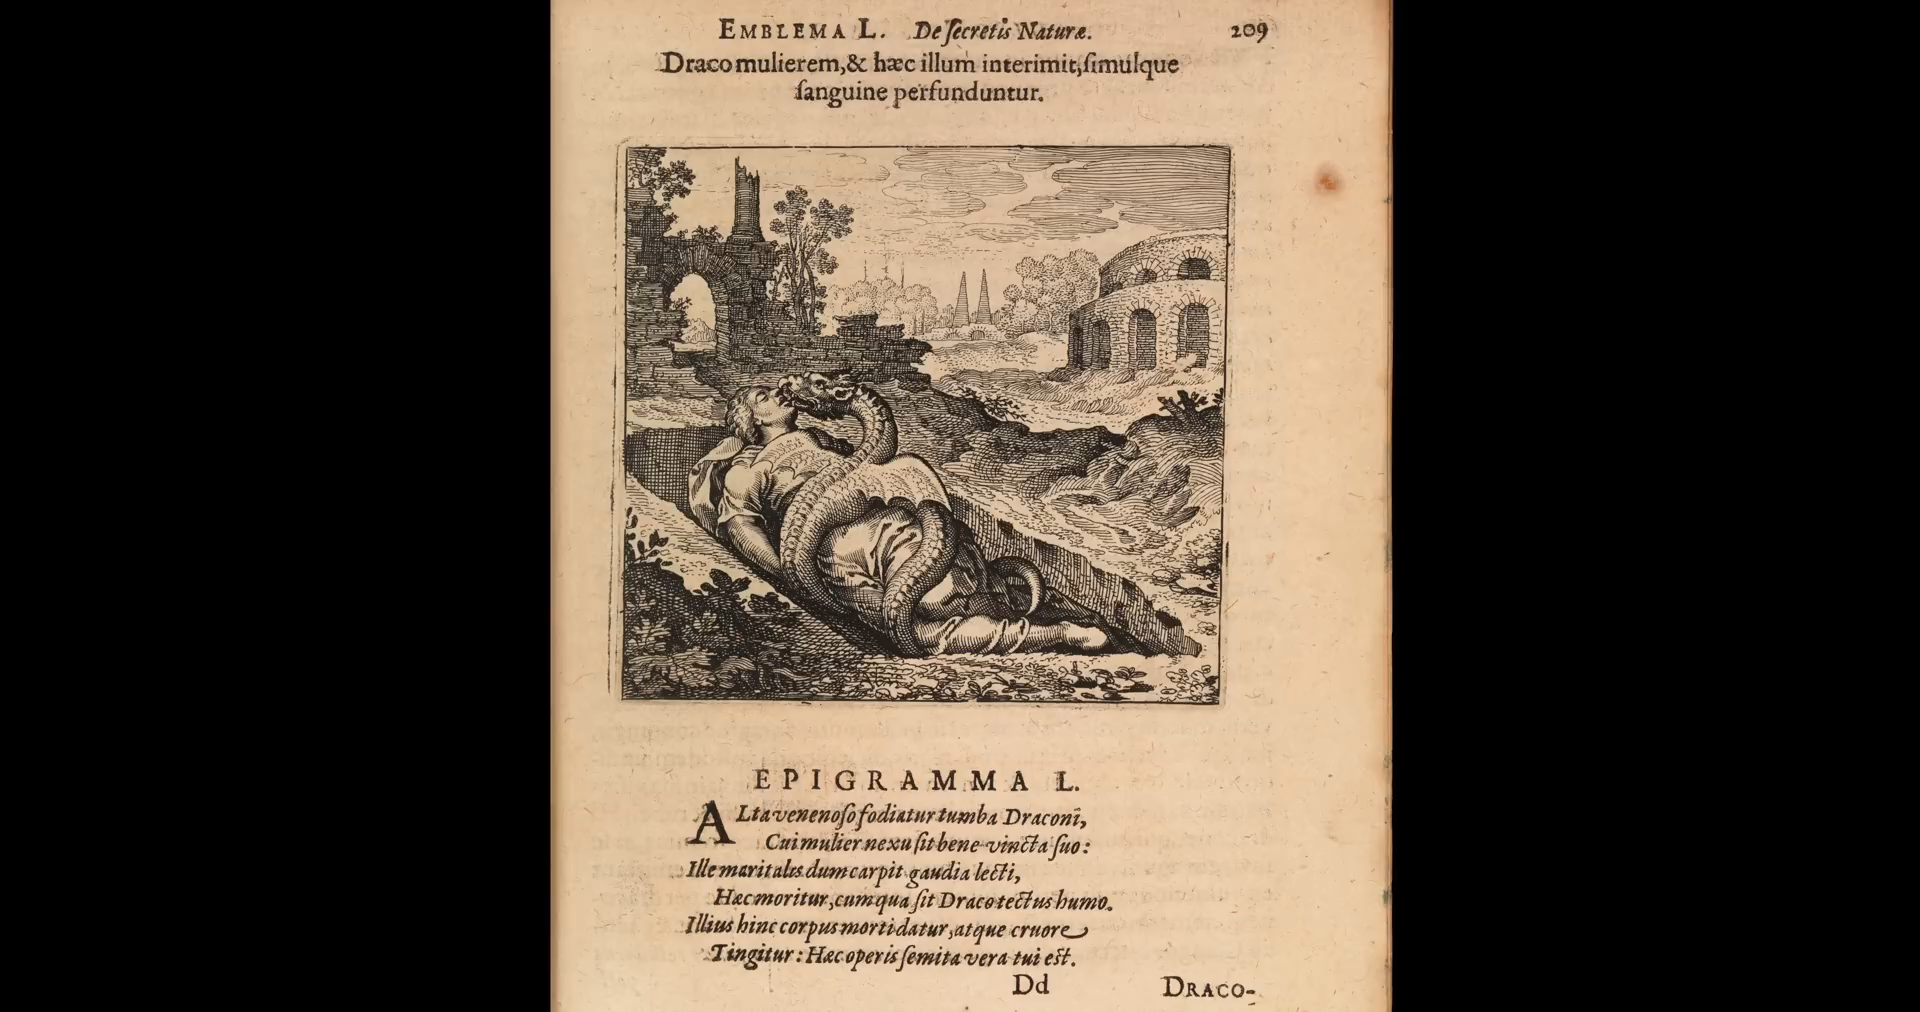 EMBLEMA L. De ſecretis Naturæ. 209
Draco mulierem, & hæc illum interimit, ſimulque
ſanguine perfunduntur.
EPIGRAMMA L.
ALta venenoſo fodiatur tumba Draconi,
Cui mulier nexu ſit bene vincta ſuo:
Ille maritales dum carpit gaudia lecti,
Hæc moritur, cum qua ſit Draco tectus humo.
Illius hinc corpus morti datur, atque cruore
Tingitur: Hæc operis ſemita vera tui est.
Dd DRACO-